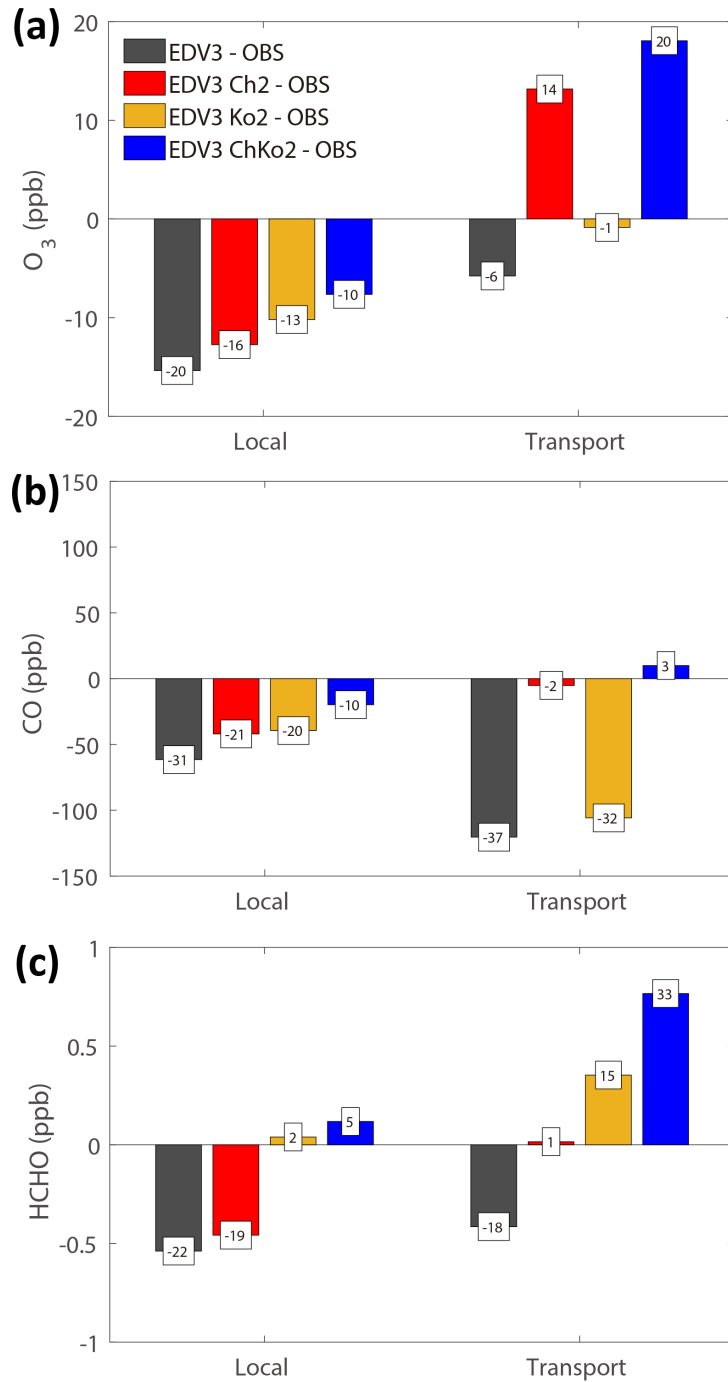 (a)
20
10
0
-10
-20
O3 (ppb)
EDV3 - OBS
EDV3 Ch2 - OBS
EDV3 Ko2 - OBS
EDV3 ChKo2 - OBS
-20
-16
-13
-10
-6
14
-1
20
Local
Transport
(b)
150
100
50
0
-50
-100
-150
CO (ppb)
-31
-21
-20
-10
-37
-2
-32
3
Local
Transport
(c)
1
0.5
0
-0.5
-1
HCHO (ppb)
-22
-19
2
5
-18
1
15
33
Local
Transport